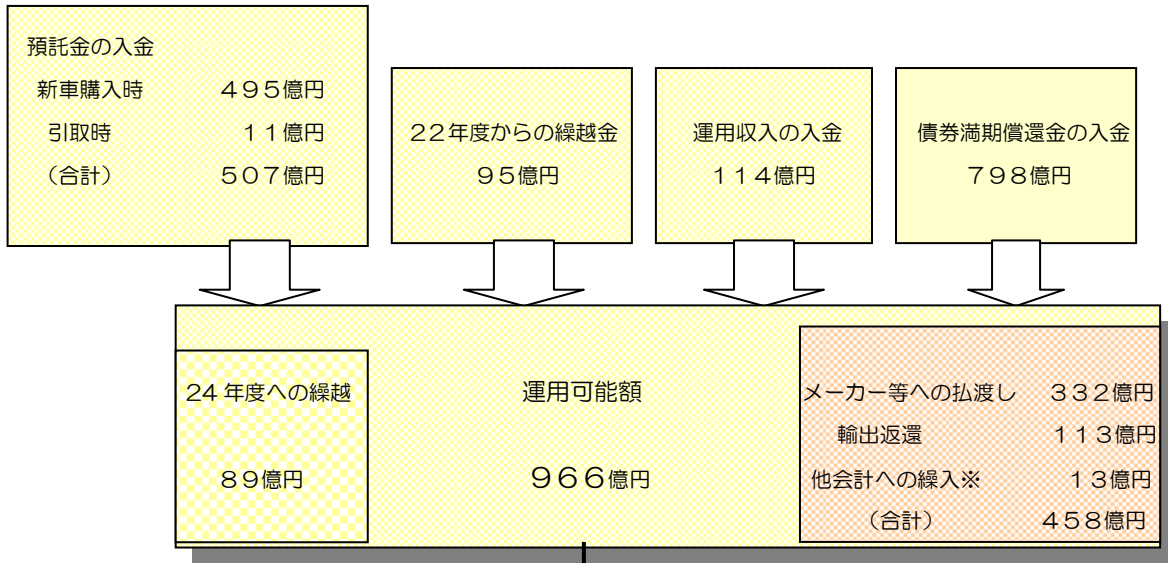 預託金の入金
新車購入時 495億円
引取時 11億円
(合計) 507億円
22年度からの繰越金
95億円
運用収入の入金
114億円
債券満期償還金の入金
798億円
24年度への繰越
89億円
運用可能額
966億円
メーカー等への払渡し 332億円
輸出返還 113億円
他会計への繰入※ 13億円
(合計) 458億円